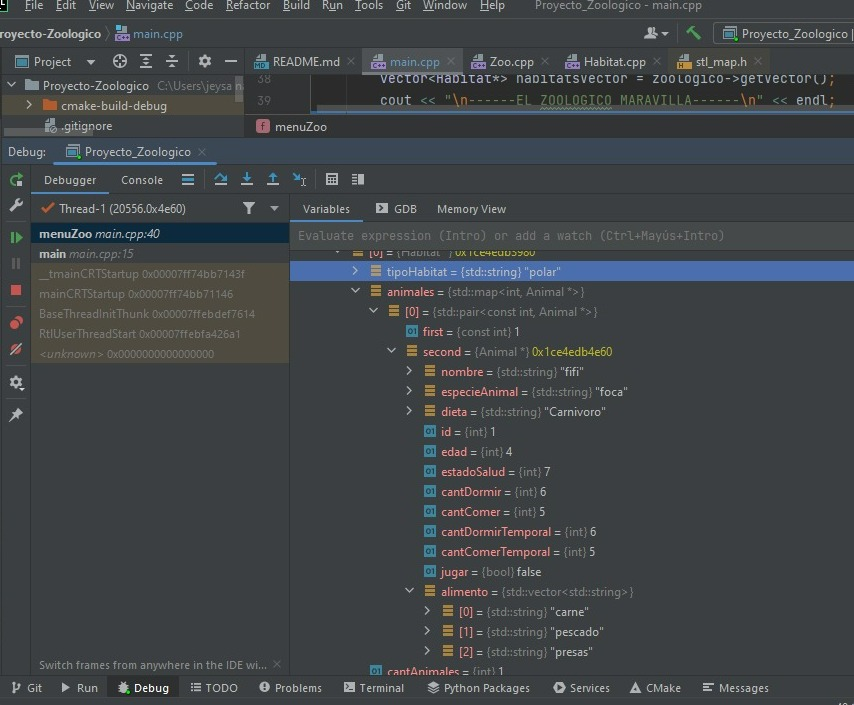 File Edit View Navigate Code Refactor Build Run Tools Git Window Help Proyecto_Zoologico - main.cpp
royecto-Zoologico main.cpp Proyecto_Zoologico
Project README.md main.cpp Zoo.cpp Habitat.cpp stl_map.h
Proyecto-Zoologico C:\Users\jeysa
cmake-build-debug
.gitignore
38 vector<Habitat*> habitatsVector = zoologico->getVector();
39 cout << "\n------EL ZOOLOGICO MARAVILLA------\n" << endl;
menuZoo
Debug: Proyecto_Zoologico
Debugger Console
Thread-1 (20556.0x4e60)
Variables GDB Memory View
menuZoo main.cpp:40
main main.cpp:15
__tmainCRTStartup 0x00007ff74bb7143f
mainCRTStartup 0x00007ff74bb71146
BaseThreadInitThunk 0x00007ffebdef7614
RtlUserThreadStart 0x00007ffebfa426a1
<unknown> 0x0000000000000000
Evaluate expression (Intro) or add a watch (Ctrl+Mayús+Intro)
[0] = {Habitat *} 0x1ce4edb3980
tipoHabitat = {std::string} "polar"
animales = {std::map<int, Animal *>}
[0] = {std::pair<const int, Animal *>}
first = {const int} 1
second = {Animal *} 0x1ce4edb4e60
nombre = {std::string} "fifi"
especieAnimal = {std::string} "foca"
dieta = {std::string} "Carnivoro"
id = {int} 1
edad = {int} 4
estadoSalud = {int} 7
cantDormir = {int} 6
cantComer = {int} 5
cantDormirTemporal = {int} 6
cantComerTemporal = {int} 5
jugar = {bool} false
alimento = {std::vector<std::string>}
[0] = {std::string} "carne"
[1] = {std::string} "pescado"
[2] = {std::string} "presas"
cantAnimales = {int} 1
Switch frames from anywhere in the IDE wi...
Git Run Debug TODO Problems Terminal Python Packages Services CMake Messages